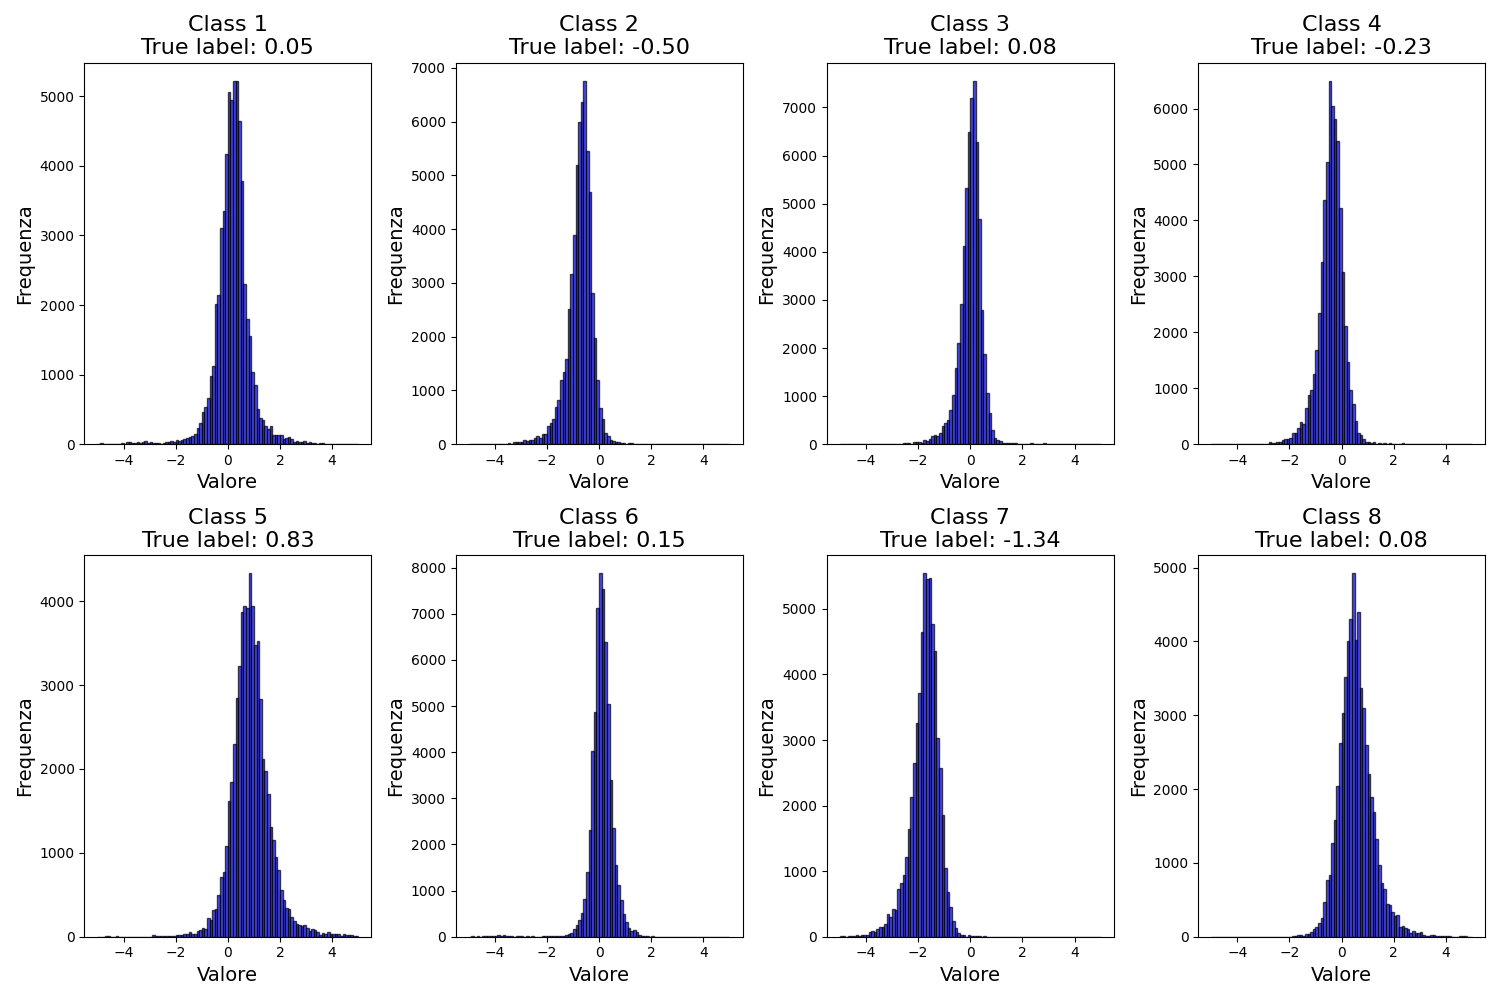 Class 1
True label: 0.05
Class 2
True label: -0.50
Class 3
True label: 0.08
Class 4
True label: -0.23
Frequenza
5000
4000
3000
2000
1000
0
−4 −2 0 2 4
Valore
Frequenza
7000
6000
5000
4000
3000
2000
1000
0
−4 −2 0 2 4
Valore
Frequenza
7000
6000
5000
4000
3000
2000
1000
0
−4 −2 0 2 4
Valore
Frequenza
6000
5000
4000
3000
2000
1000
0
−4 −2 0 2 4
Valore
Class 5
True label: 0.83
Class 6
True label: 0.15
Class 7
True label: -1.34
Class 8
True label: 0.08
Frequenza
4000
3000
2000
1000
0
−4 −2 0 2 4
Valore
Frequenza
8000
7000
6000
5000
4000
3000
2000
1000
0
−4 −2 0 2 4
Valore
Frequenza
5000
4000
3000
2000
1000
0
−4 −2 0 2 4
Valore
Frequenza
5000
4000
3000
2000
1000
0
−4 −2 0 2 4
Valore